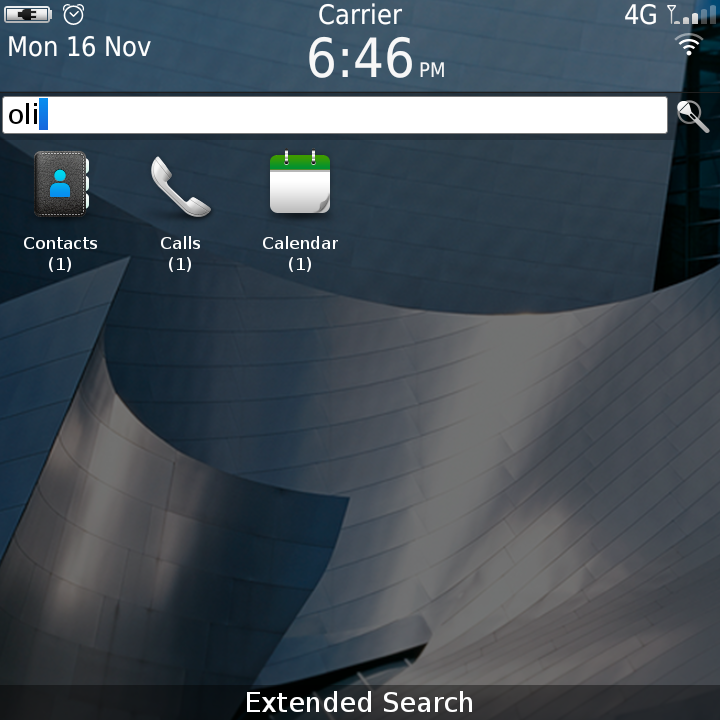 Carrier
4G
Mon 16 Nov
6:46 PM
oli
Contacts
(1)
Calls
(1)
Calendar
(1)
Extended Search